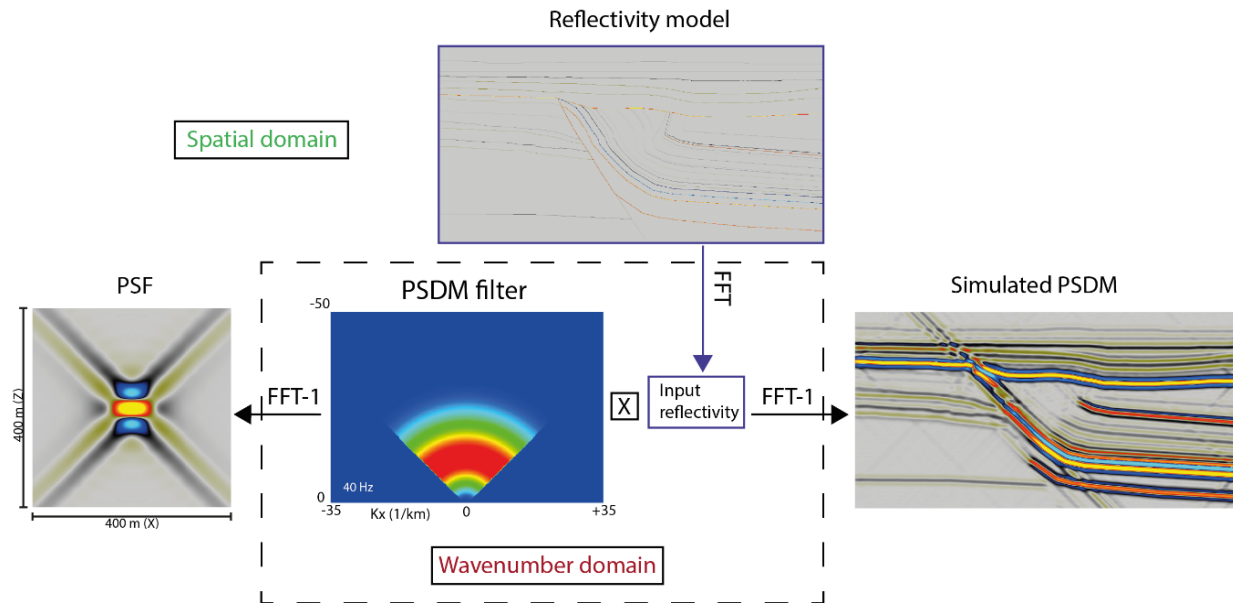 Reflectivity model
Spatial domain
FFT
PSF
PSDM filter
Simulated PSDM
-50
400 m (Z)
FFT-1
X
Input
reflectivity
FFT-1
40 Hz
0
-35
Kx (1/km)
0
+35
400 m (X)
Wavenumber domain